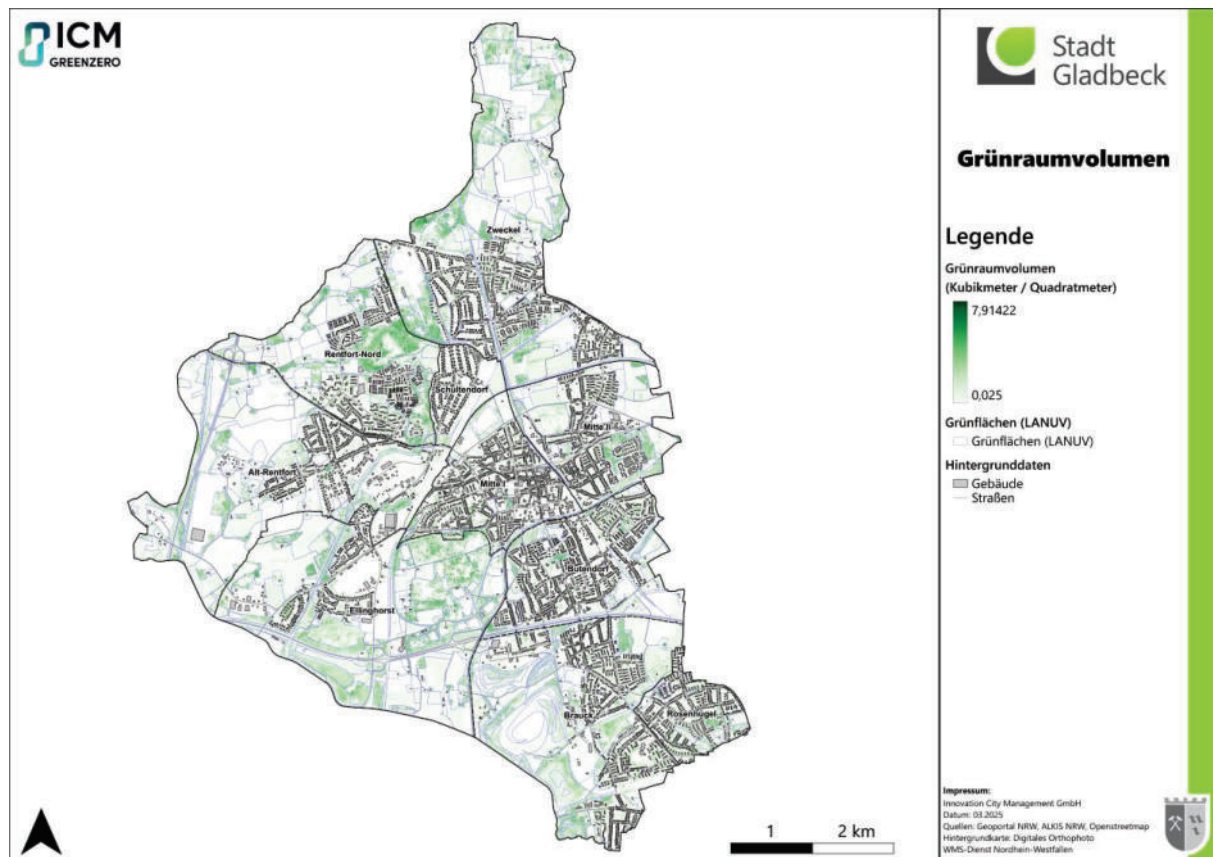 ICM
GREENZERO
Stadt
Gladbeck
Grünraumvolumen
Legende
Grünraumvolumen
(Kubikmeter / Quadratmeter)
7,91422
0,025
Grünflächen (LANUV)
Grünflächen (LANUV)
Hintergrunddaten
Gebäude
Straßen
Zweckel
Rentfort-Nord
Schultendorf
Mitte II
Alt-Rentfort
Mitte I
Butendorf
Ellinghorst
Brauck
Rosenhügel
1 2 km
Impressum:
Innovation City Management GmbH
Datum: 03.2025
Quellen: Geoportal NRW, ALKIS NRW, Openstreetmap
Hintergrundkarte: Digitales Orthophoto
WMS-Dienst Nordhein-Westfallen